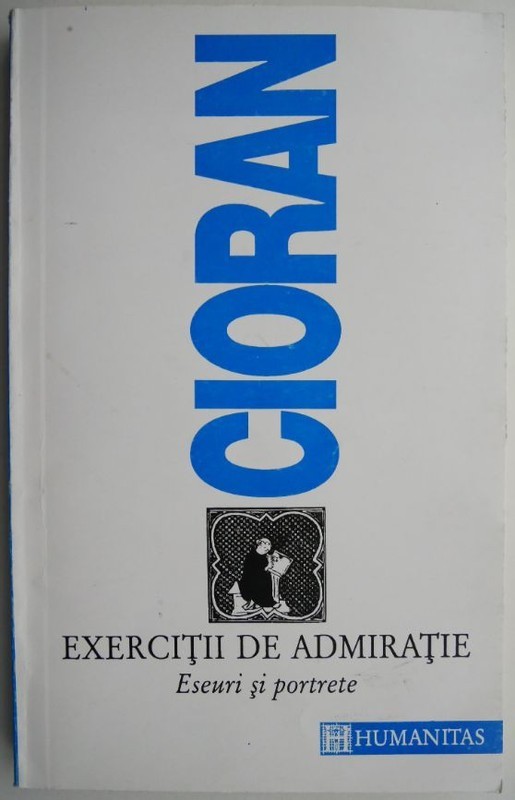 CIORAN
EXERCIŢII DE ADMIRAŢIE
Eseuri şi portrete
HUMANITAS